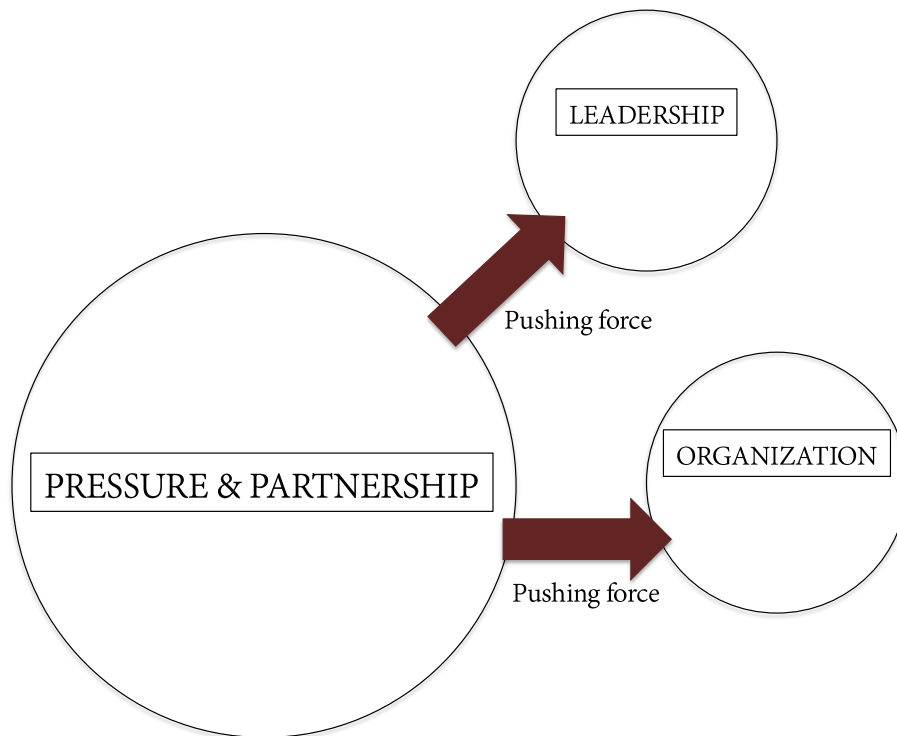 LEADERSHIP
Pushing force
ORGANIZATION
PRESSURE & PARTNERSHIP
Pushing force